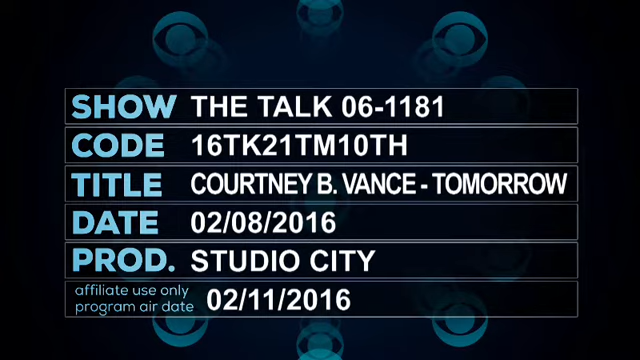 SHOW THE TALK 06-1181
CODE 16TK21TM10TH
TITLE COURTNEY B. VANCE - TOMORROW
DATE 02/08/2016
PROD. STUDIO CITY
affiliate use only
program air date 02/11/2016